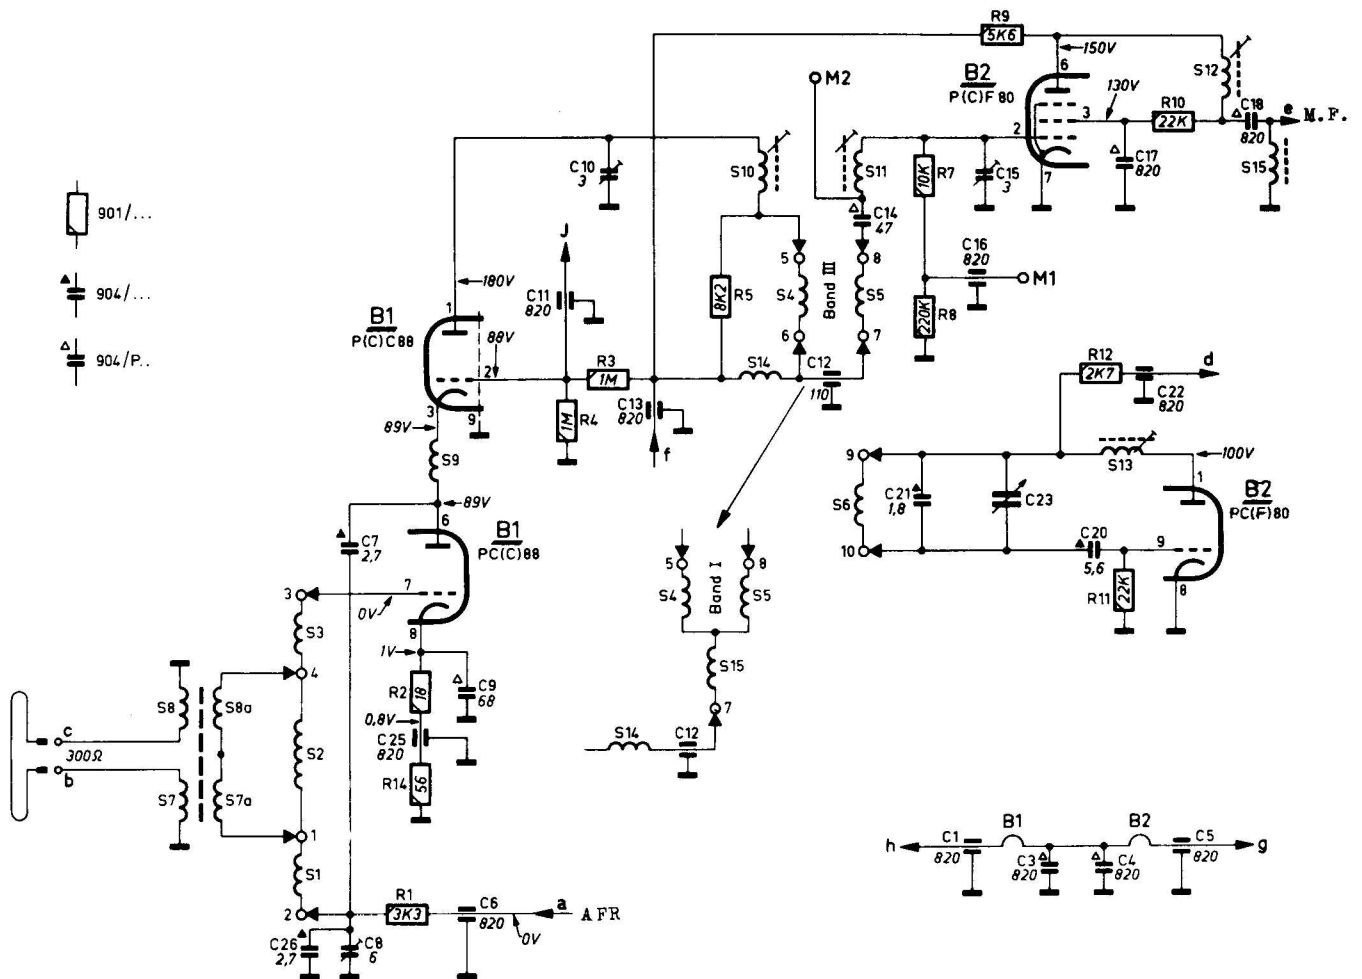 R9
5K6
150V
M2
B2
P(C)F 80
6
130V
S12
R10
C18
e M.F.
3
22K
820
2
C10
3
S10
S11
R7
10K
C15
3
7
C17
820
S15
901/...
J
C14
47
5
8
C16
820
M1
904/...
180V
C11
820
R5
8K2
S4
Band III
S5
R8
220K
1
B1
P(C)C88
88V
6
7
904/P..
2
R3
1M
S14
C12
110
R12
2K7
d
C22
820
3
9
R4
1M
C13
820
89V
f
S9
9
S13
100V
1
B2
PC(F)80
89V
C21
1,8
C23
S6
6
B1
PC(C)88
C7
2,7
C20
5,6
9
10
5
8
Band I
S4
S5
R11
22K
8
7
3
0V
S3
8
1V
S15
4
R2
18
C9
68
S8
S8a
7
0,8V
C25
820
S14
C12
c
300Ω
b
S2
R14
56
S7
S7a
1
B1
B2
h
C1
820
C3
820
C4
820
C5
820
g
S1
R1
3K3
C6
820
a AFR
2
0V
C26
2,7
C8
6